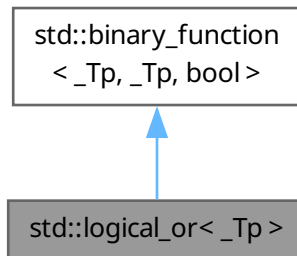 std::binary_function
< _Tp, _Tp, bool >
std::logical_or< _Tp >